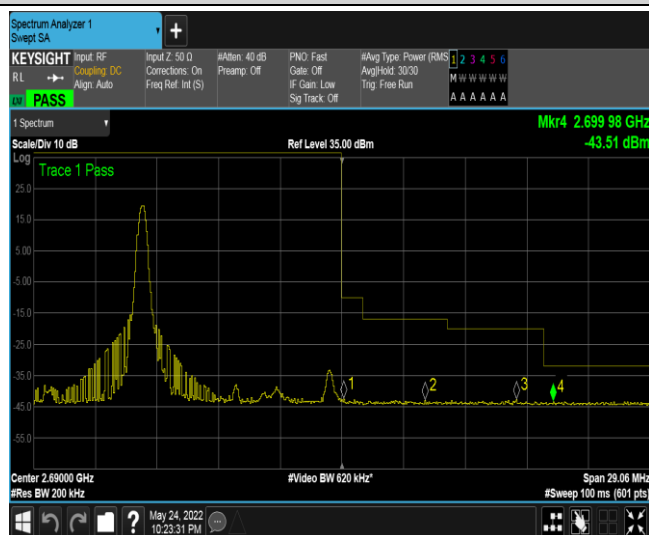 Spectrum Analyzer 1
Swept SA
+
KEYSIGHT Input: RF Input Z: 50 Ω #Atten: 40 dB PNO: Fast #Avg Type: Power (RMS 1 2 3 4 5 6
RL Coupling: DC Corrections: On Preamp: Off Gate: Off Avg|Hold: 30/30 M W W W W W
Align: Auto Freq Ref: Int (S) IF Gain: Low Trig: Free Run
PASS Sig Track: Off A A A A A A
1 Spectrum Mkr4 2.699 98 GHz
Scale/Div 10 dB Ref Level 35.00 dBm -43.51 dBm
Log
Trace 1 Pass
25.0
15.0
5.00
-5.00
-15.0
-25.0
-35.0
1 2 3 4
-45.0
-55.0
Center 2.69000 GHz #Video BW 620 kHz* Span 29.06 MHz
#Res BW 200 kHz #Sweep 100 ms (601 pts)
? May 24, 2022
10:23:31 PM